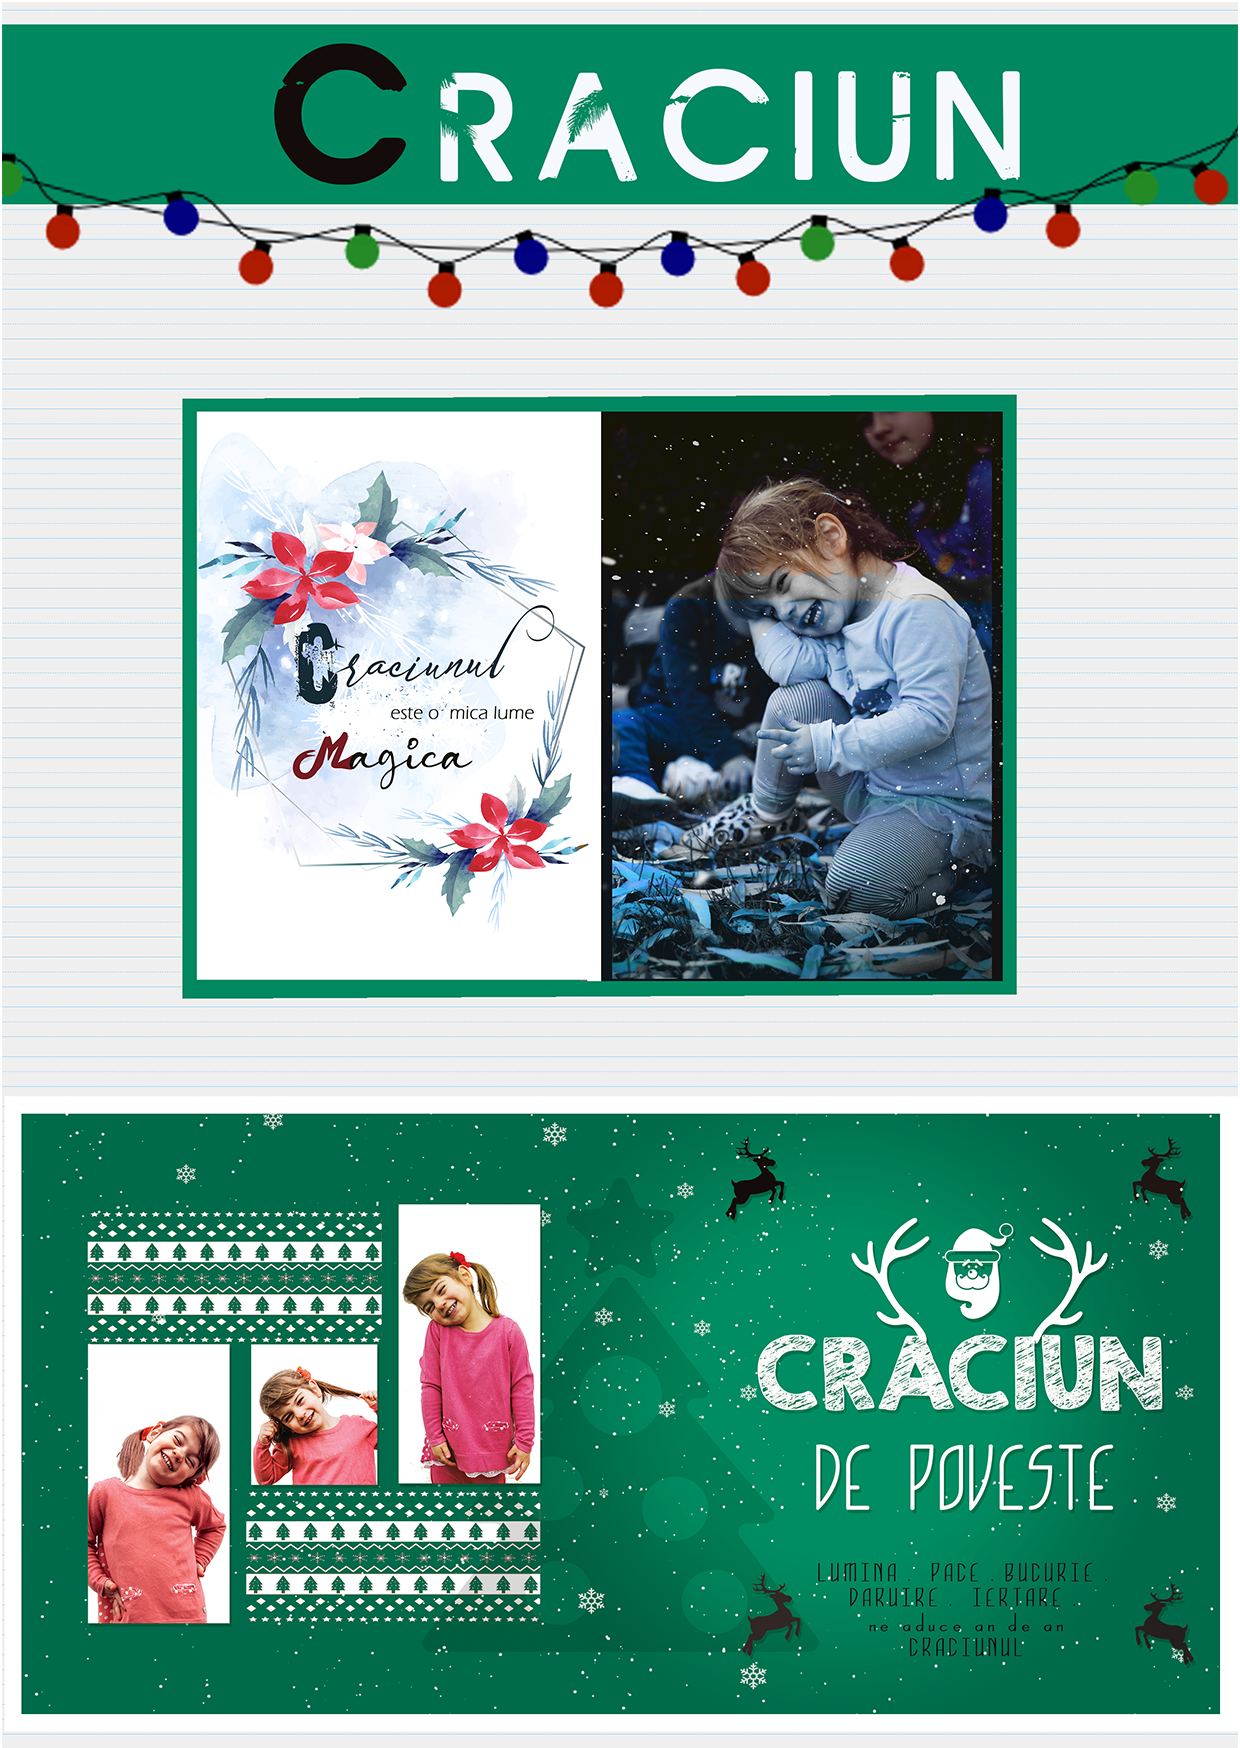 CRACIUN
Craciunul
este o mica lume
Magica
CRACIUN
DE POVESTE
LUMINA . PACE . BUCURIE .
DARUIRE . IERTARE .
ne aduce an de an
CRACIUNUL